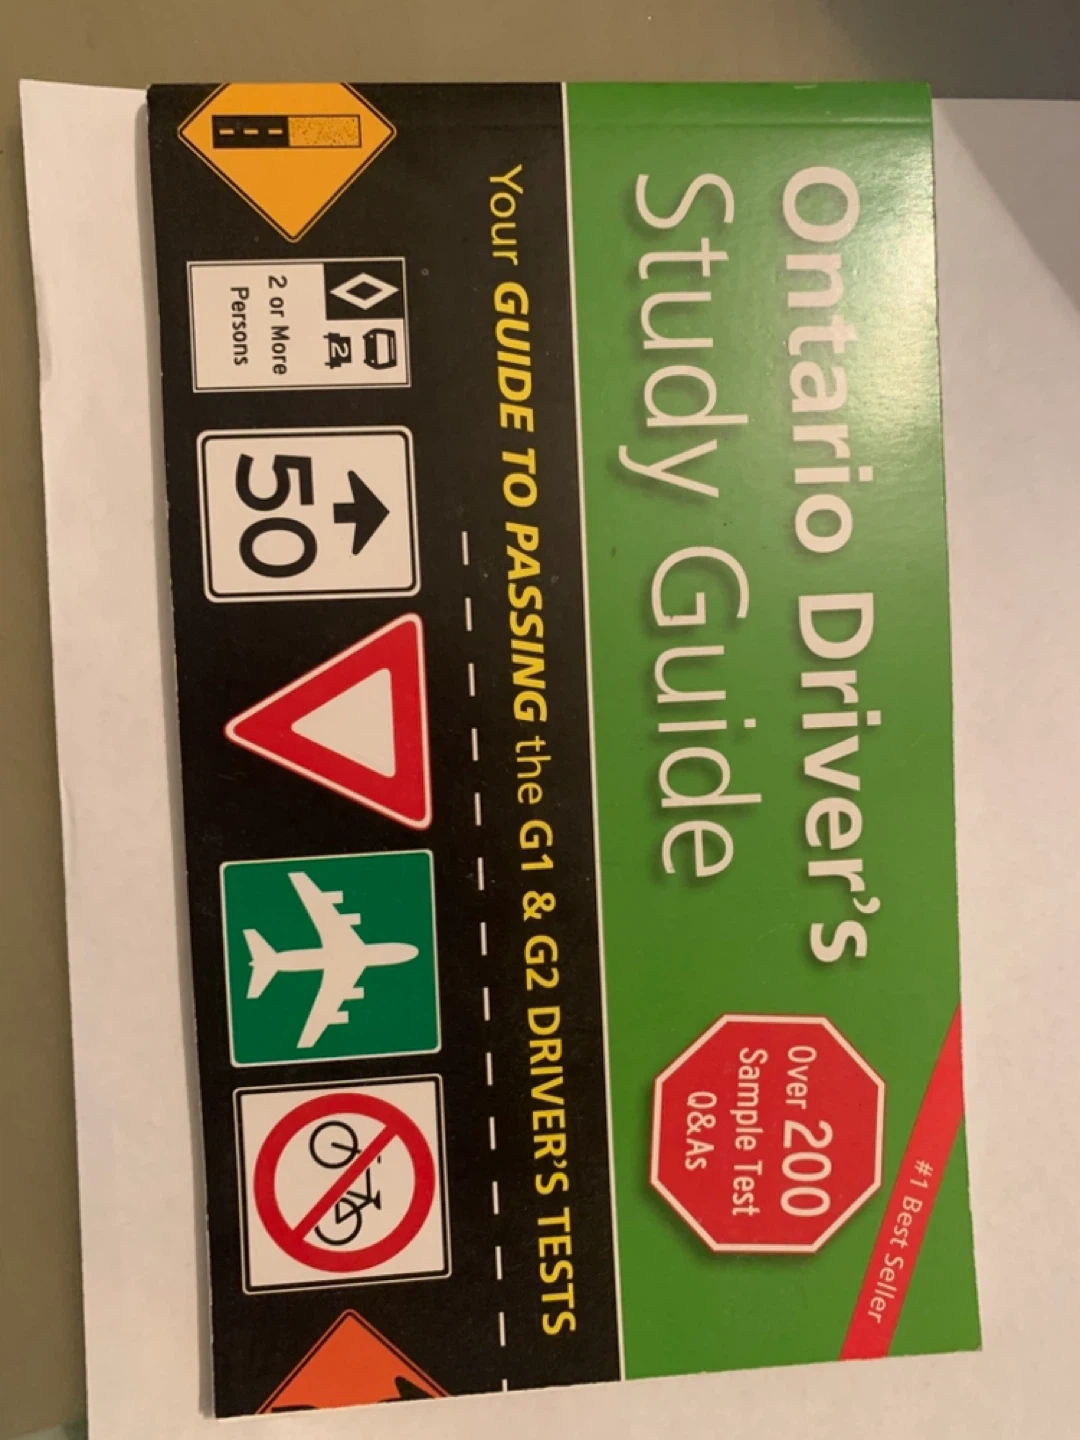 Ontario Driver's
Study Guide
#1 Best Seller
Over 200
Sample Test
Q&As
Your GUIDE TO PASSING the G1 & G2 DRIVER'S TESTS
2
2 or More
Persons
50